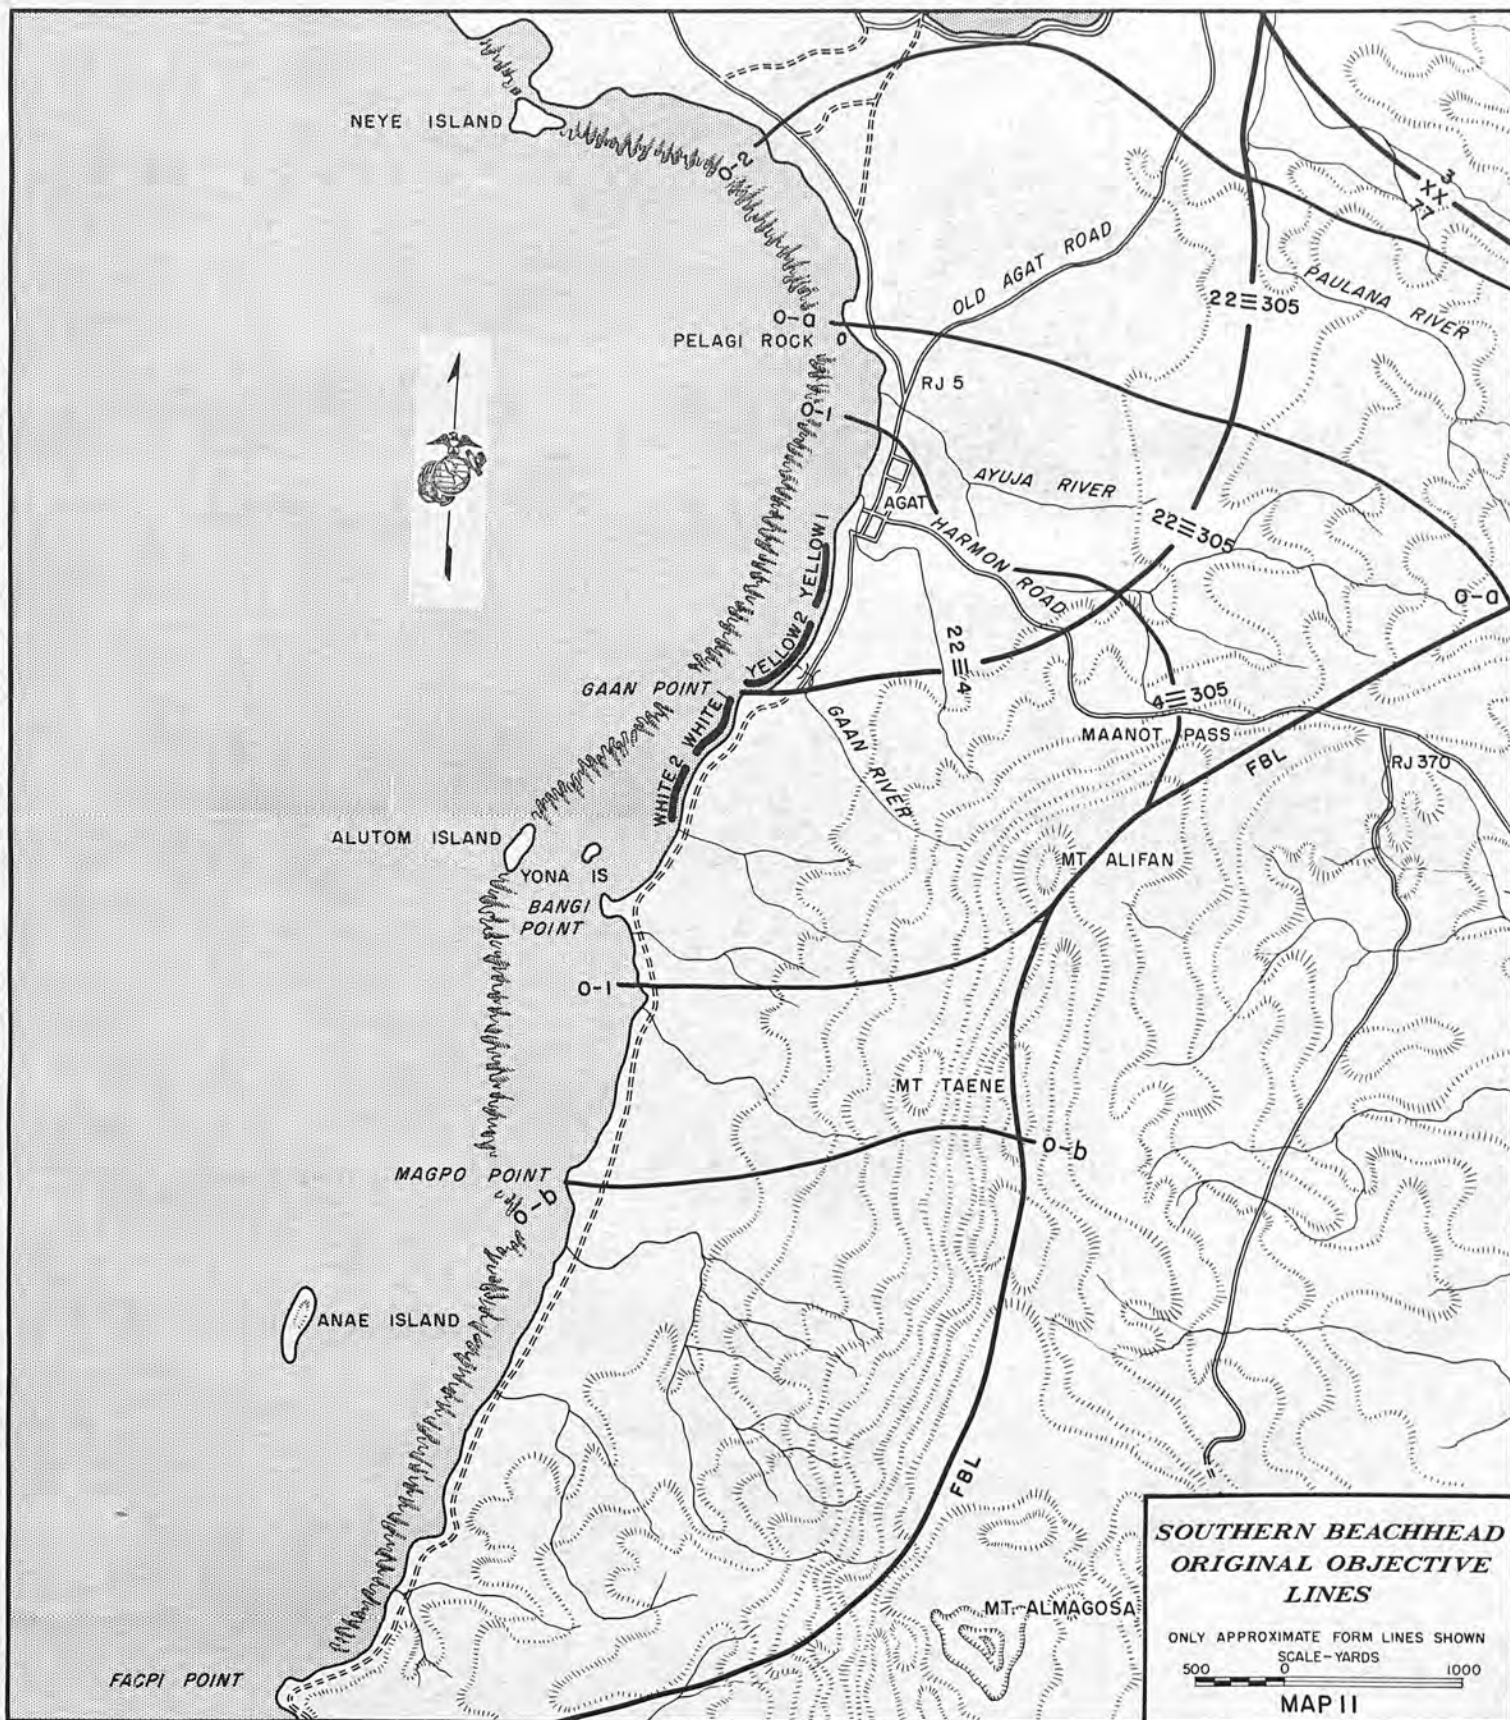 NEYE ISLAND
O-2
3
XX
77
OLD AGAT ROAD
PAULANA RIVER
22 305
O-a
PELAGI ROCK
RJ 5
O-1
AYUJA RIVER
AGAT
22 305
HARMON ROAD
YELLOW 1
O-a
YELLOW 2
22 4
GAAN POINT
WHITE 1
4 305
GAAN RIVER
MAANOT PASS
FBL
RJ 370
WHITE 2
ALUTOM ISLAND
YONA IS
MT. ALIFAN
BANGI
POINT
O-1
MT TAENE
O-b
MAGPO POINT
O-b
ANAE ISLAND
FBL
MT. ALMAGOSA
FACPI POINT
SOUTHERN BEACHHEAD
ORIGINAL OBJECTIVE
LINES
ONLY APPROXIMATE FORM LINES SHOWN
SCALE-YARDS
500 0 1000
MAP 11